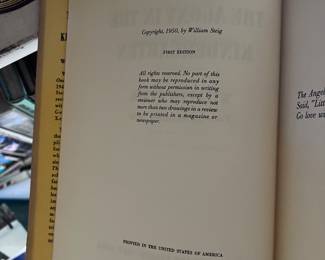 Copyright, 1950, by William Steig
FIRST EDITION
All rights reserved. No part of this
book may be reproduced in any
form without permission in writing
from the publishers, except by a
reviewer who may reproduce not
more than two drawings in a review
to be printed in a magazine or
newspaper.
PRINTED IN THE UNITED STATES OF AMERICA
The Angel
Said, "Litt
Go love w